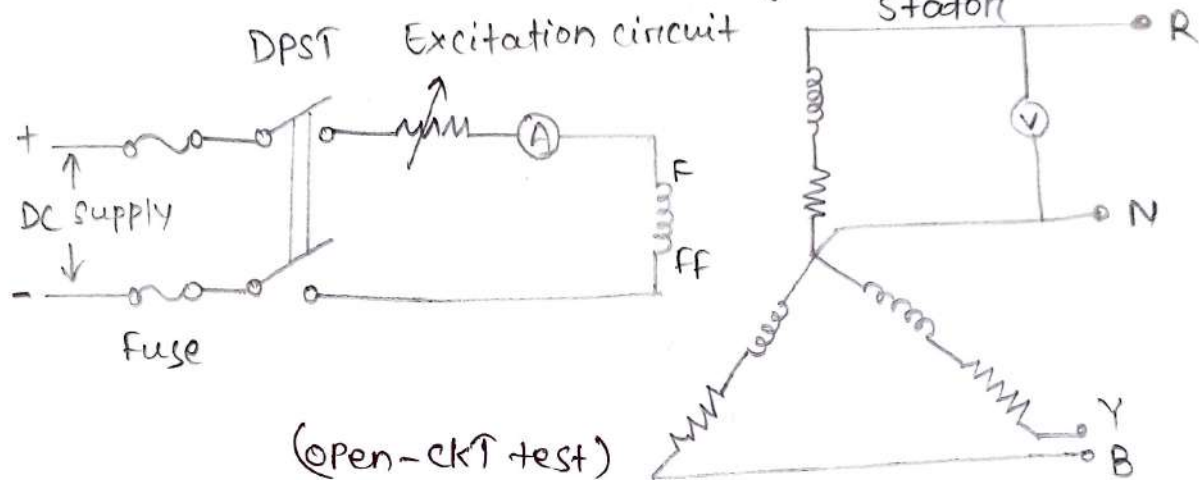 Stator
DPST Excitation circuit
R
+
A
V
F
DC Supply
N
FF
-
Fuse
Y
(open-ckt test)
B